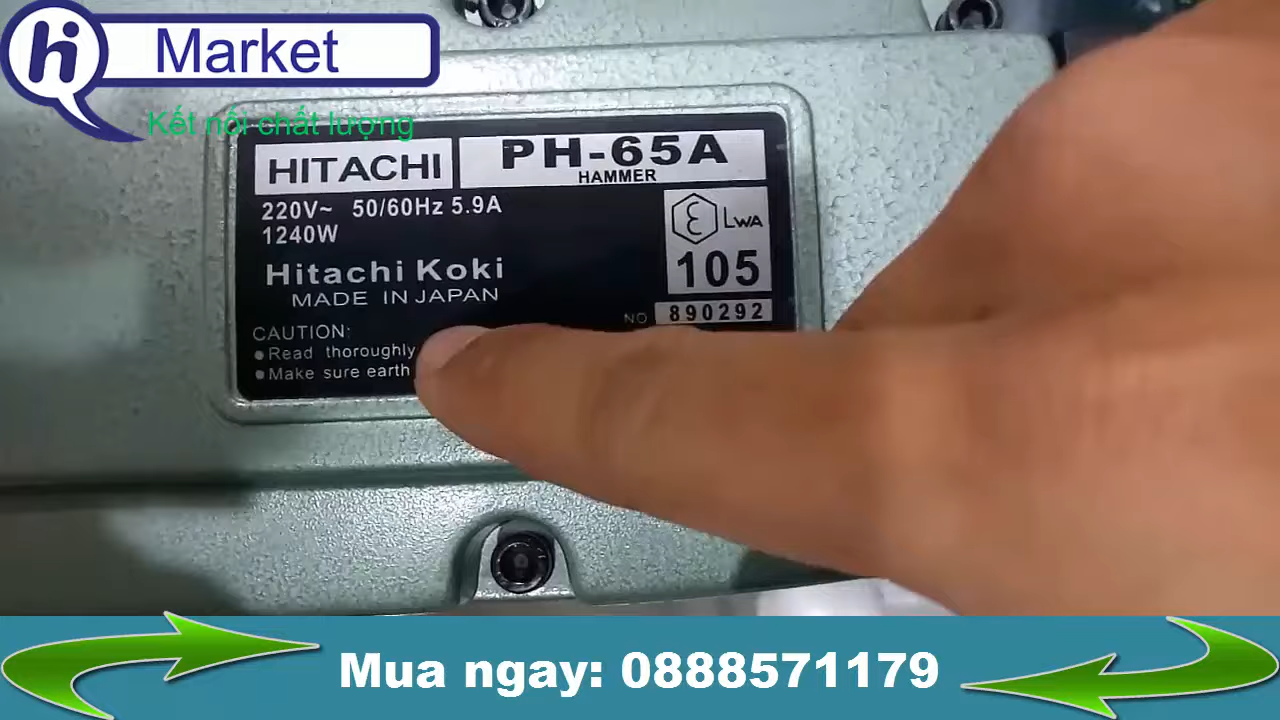 hi Market
Kết nối chất lượng
HITACHI
PH-65A
HAMMER
220V~ 50/60Hz 5.9A
1240W
LWA
105
Hitachi Koki
MADE IN JAPAN
NO 890292
CAUTION:
● Read thoroughly
● Make sure earth
Mua ngay: 0888571179